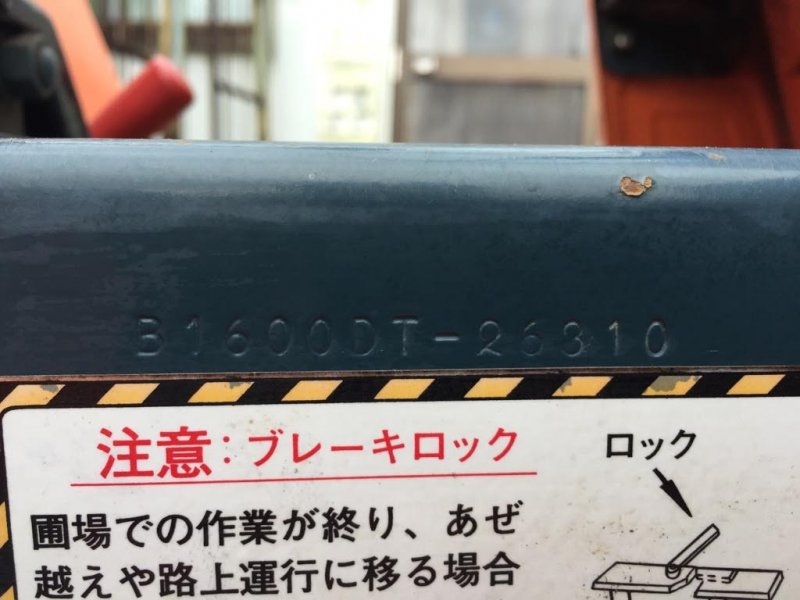 B1600DT-26310
注意:ブレーキロック
ロック
圃場での作業が終り、あぜ
越えや路上運行に移る場合